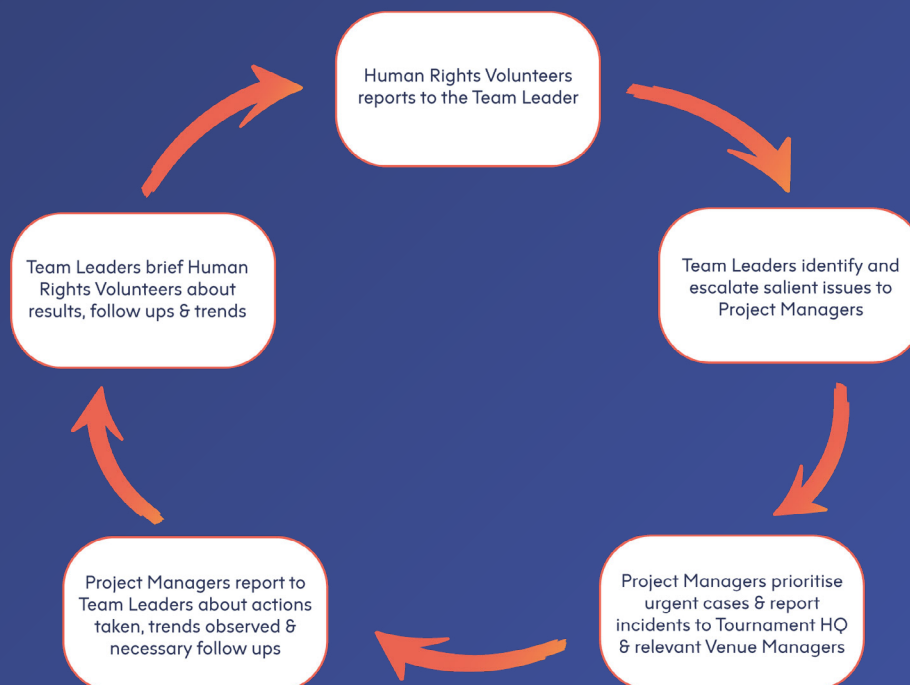 Human Rights Volunteers
reports to the Team Leader
Team Leaders identify and
escalate salient issues to
Project Managers
Project Managers prioritise
urgent cases & report
incidents to Tournament HQ
& relevant Venue Managers
Project Managers report to
Team Leaders about actions
taken, trends observed &
necessary follow ups
Team Leaders brief Human
Rights Volunteers about
results, follow ups & trends